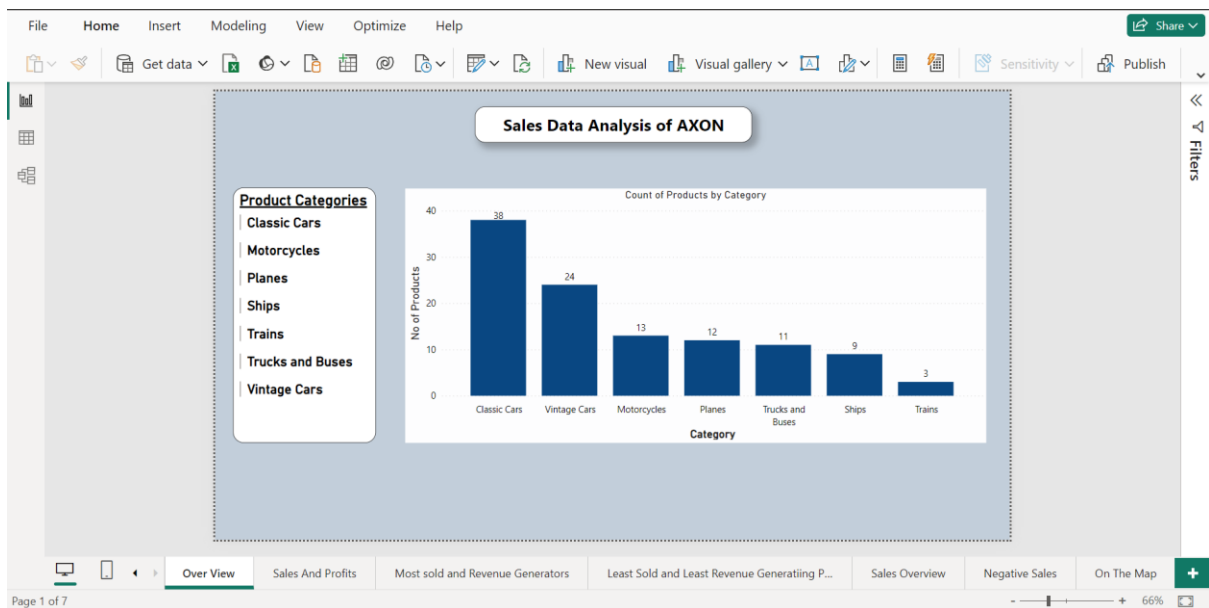 File Home Insert Modeling View Optimize Help Share
Get data New visual Visual gallery Sensitivity Publish
Sales Data Analysis of AXON
Filters
Product Categories
Classic Cars
Motorcycles
Planes
Ships
Trains
Trucks and Buses
Vintage Cars
Count of Products by Category
No of Products
40
30
20
10
0
38
24
13
12
11
9
3
Classic Cars
Vintage Cars
Motorcycles
Planes
Trucks and
Buses
Ships
Trains
Category
Over View Sales And Profits Most sold and Revenue Generators Least Sold and Least Revenue Generatiing P... Sales Overview Negative Sales On The Map +
Page 1 of 7 - + 66%